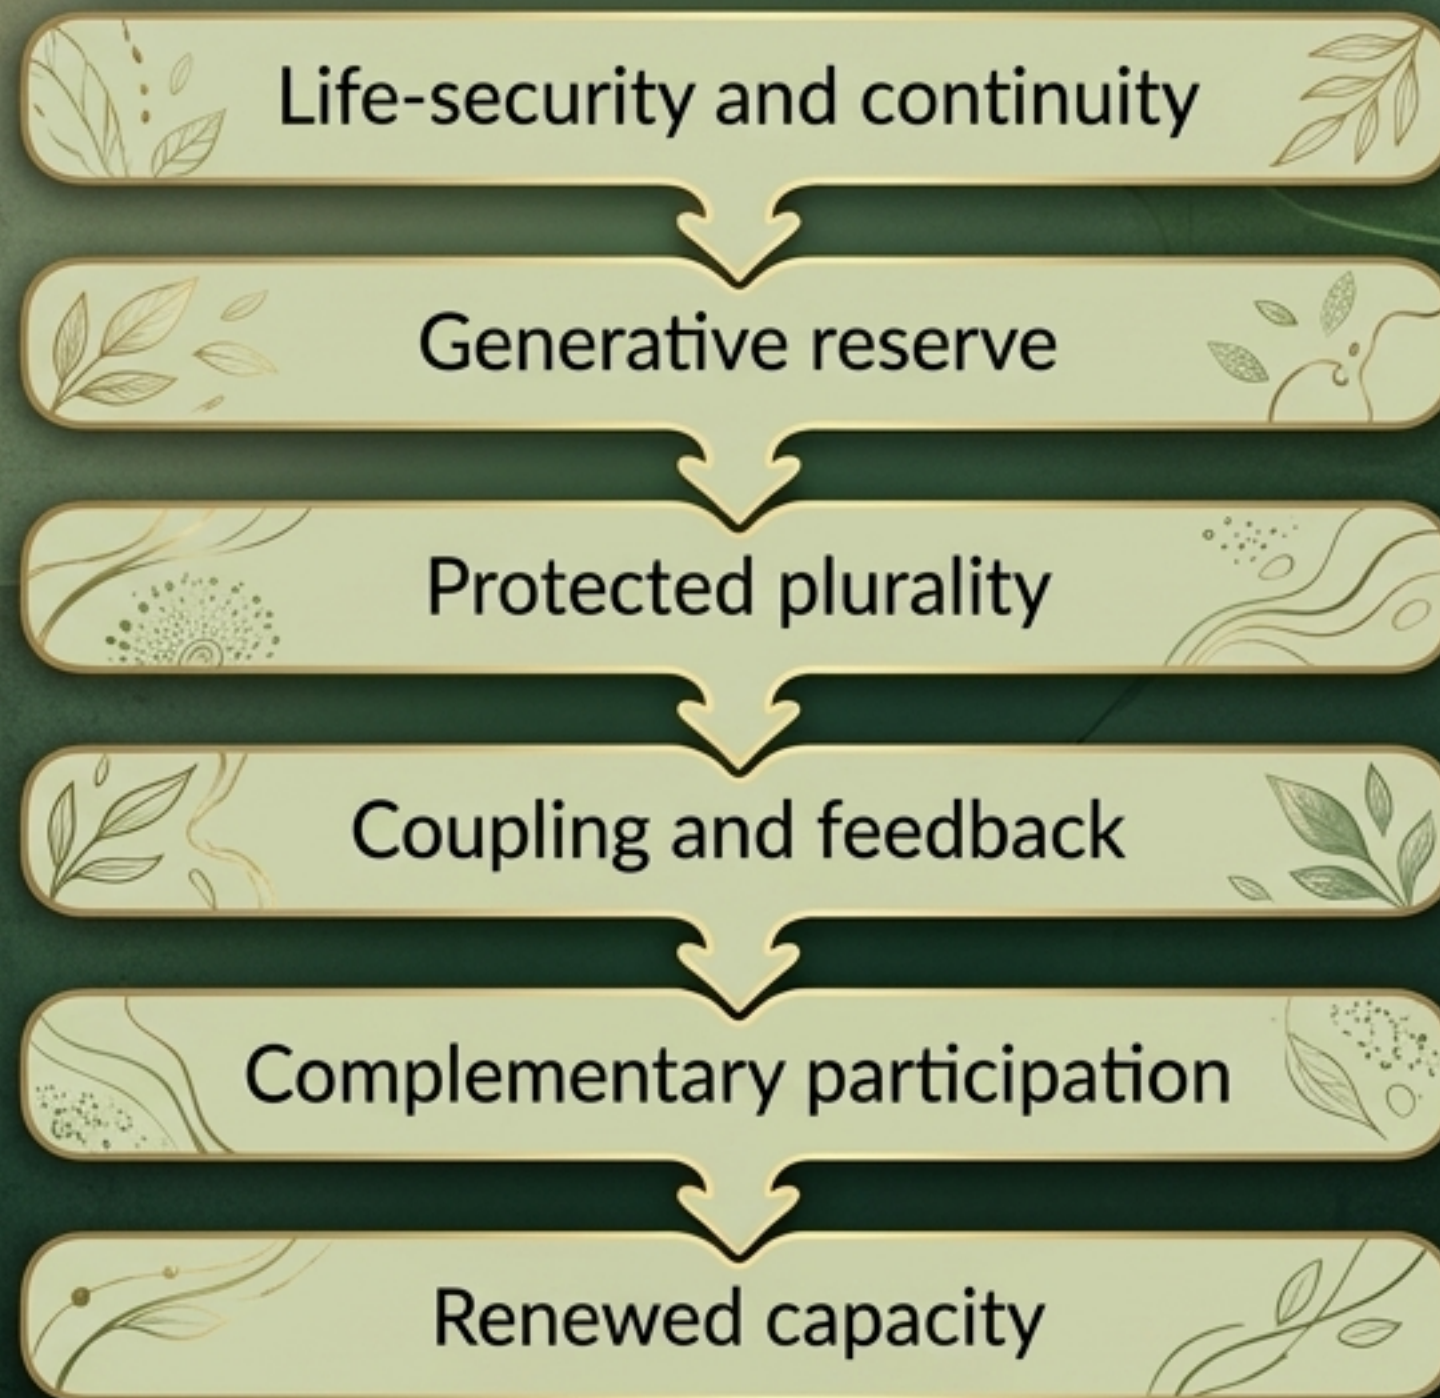 Life-security and continuity
Generative reserve
Protected plurality
Coupling and feedback
Complementary participation
Renewed capacity